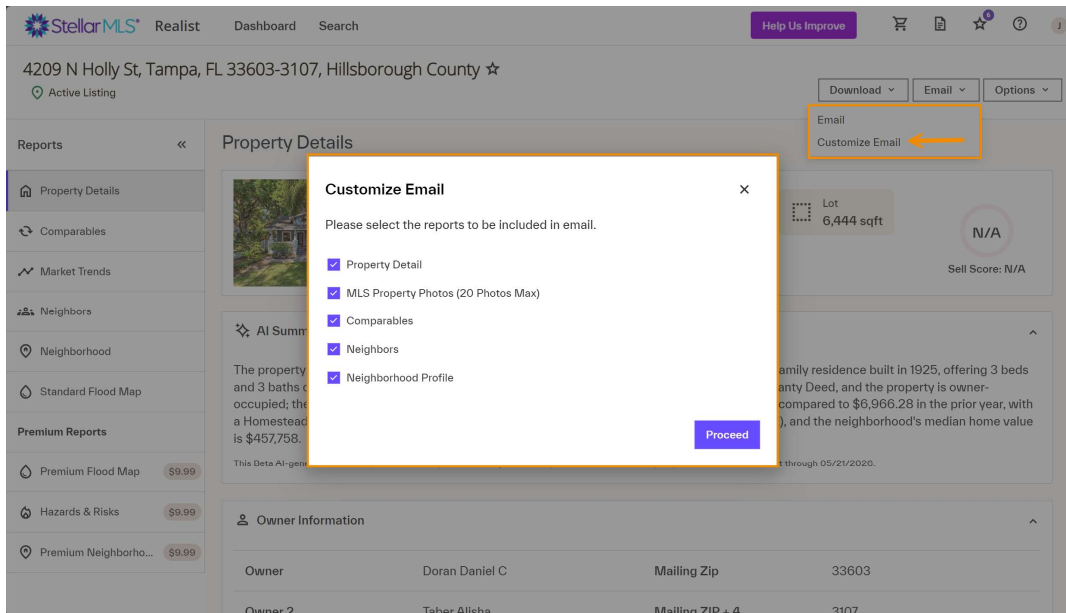 StellarMLS® Realist Dashboard Search Help Us Improve 6 J
4209 N Holly St, Tampa, FL 33603-3107, Hillsborough County
Active Listing
Download Email Options
Email
Customize Email
Reports
Property Details
Comparables
Market Trends
Neighbors
Neighborhood
Standard Flood Map
Premium Reports
Premium Flood Map $9.99
Hazards & Risks $9.99
Premium Neighborho... $9.99
Property Details
Lot
6,444 sqft
N/A
Sell Score: N/A
Customize Email
Please select the reports to be included in email.
Property Detail
MLS Property Photos (20 Photos Max)
Comparables
Neighbors
Neighborhood Profile
Proceed
AI Summ
The property amily residence built in 1925, offering 3 beds
and 3 baths anty Deed, and the property is owner-
occupied; the compared to $6,966.28 in the prior year, with
a Homestead ), and the neighborhood's median home value
is $457,758.
This Beta AI-gene t through 05/21/2020.
Owner Information
Owner Doran Daniel C Mailing Zip 33603
Owner 2 Taber Alisha Mailing ZIP + 4 3107